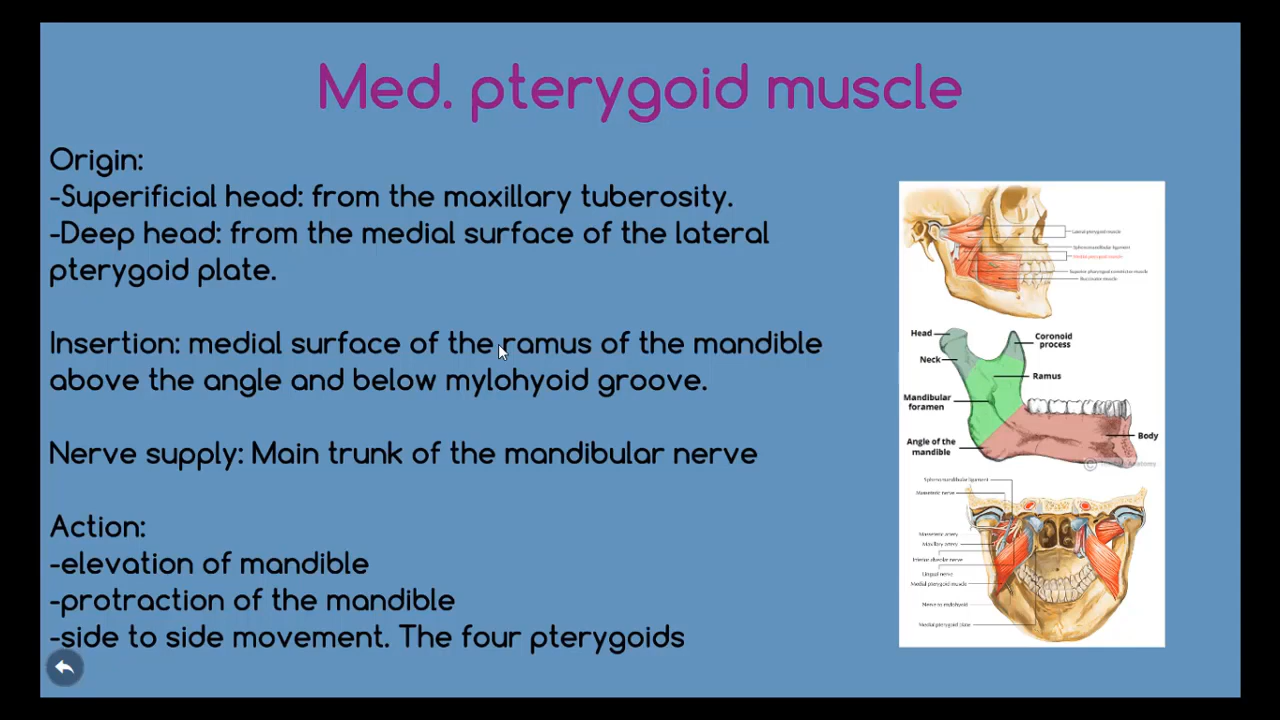 Med. pterygoid muscle
Origin:
-Superificial head: from the maxillary tuberosity.
-Deep head: from the medial surface of the lateral
pterygoid plate.
Insertion: medial surface of the ramus of the mandible
above the angle and below mylohyoid groove.
Nerve supply: Main trunk of the mandibular nerve
Action:
-elevation of mandible
-protraction of the mandible
-side to side movement. The four pterygoids
Lateral pterygoid muscle
Sphenomandibular ligament
Medial pterygoid muscle
Superior pharyngeal constrictor muscle
Buccinator muscle
Head
Coronoid
process
Neck
Ramus
Mandibular
foramen
Body
Angle of the
mandible
Sphenomandibular ligament
Masseteric nerve
Masseteric artery
Maxillary artery
Inferior alveolar nerve
Lingual nerve
Medial pterygoid muscle
Nerve to mylohyoid
Medial pterygoid plate